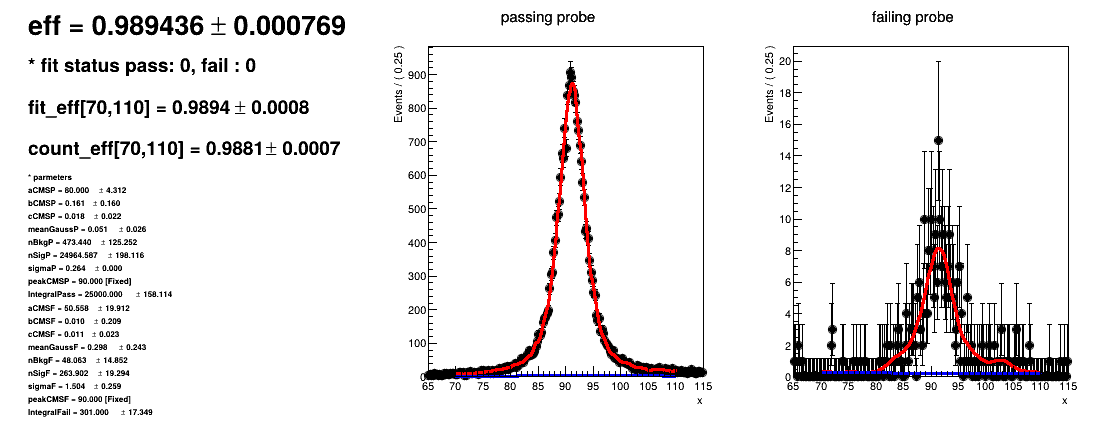 eff = 0.989436 ± 0.000769
* fit status pass: 0, fail : 0
fit_eff[70,110] = 0.9894 ± 0.0008
count_eff[70,110] = 0.9881± 0.0007
* parmeters
aCMSP = 80.000 ± 4.312
bCMSP = 0.161 ± 0.160
cCMSP = 0.018 ± 0.022
meanGaussP = 0.051 ± 0.026
nBkgP = 473.440 ± 125.252
nSigP = 24964.587 ± 198.116
sigmaP = 0.264 ± 0.000
peakCMSP = 90.000 [Fixed]
IntegralPass = 25000.000 ± 158.114
aCMSF = 50.558 ± 19.912
bCMSF = 0.010 ± 0.209
cCMSF = 0.011 ± 0.023
meanGaussF = 0.298 ± 0.243
nBkgF = 48.063 ± 14.852
nSigF = 263.902 ± 19.294
sigmaF = 1.504 ± 0.259
peakCMSF = 90.000 [Fixed]
IntegralFail = 301.000 ± 17.349
passing probe
Events / ( 0.25 )
900
800
700
600
500
400
300
200
100
0
65 70 75 80 85 90 95 100 105 110 115
x
failing probe
Events / ( 0.25 )
20
18
16
14
12
10
8
6
4
2
0
65 70 75 80 85 90 95 100 105 110 115
x